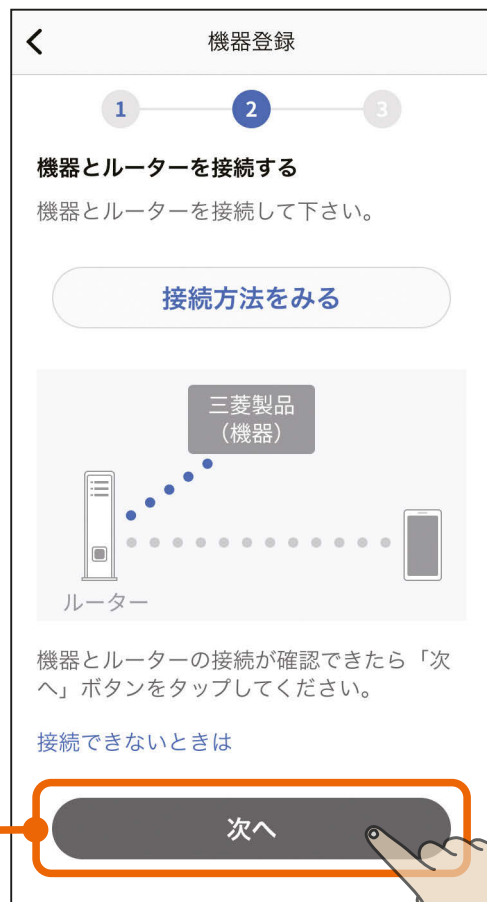 機器登録
1 2 3
機器とルーターを接続する
機器とルーターを接続して下さい。
接続方法をみる
三菱製品
（機器）
ルーター
機器とルーターの接続が確認できたら「次
へ」ボタンをタップしてください。
接続できないときは
次へ